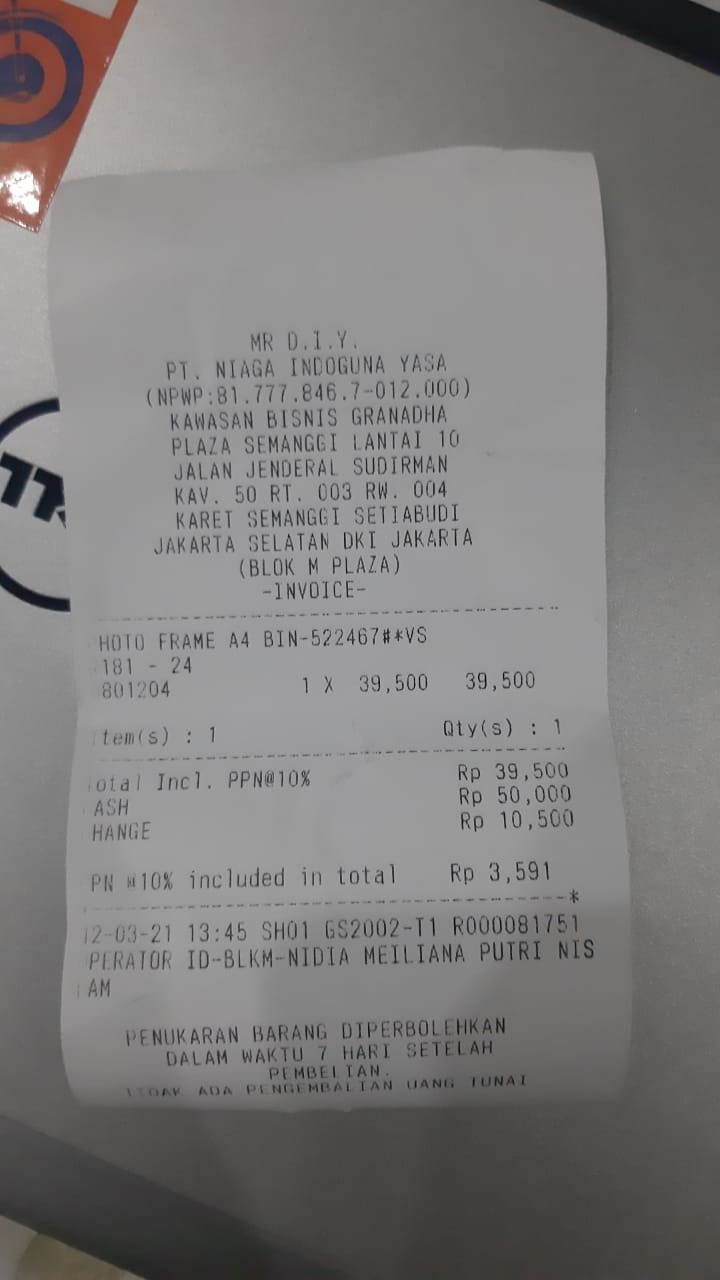 MR D.I.Y.
PT. NIAGA INDOGUNA YASA
(NPWP:81.777.846.7-012.000)
KAWASAN BISNIS GRANADHA
PLAZA SEMANGGI LANTAI 10
JALAN JENDERAL SUDIRMAN
KAV. 50 RT. 003 RW. 004
KARET SEMANGGI SETIABUDI
JAKARTA SELATAN DKI JAKARTA
(BLOK M PLAZA)
-INVOICE-
HOTO FRAME A4 BIN-522467#*VS
181 - 24
801204 1 X 39,500 39,500
tem(s) : 1 Qty(s) : 1
otal Incl. PPN@10% Rp 39,500
ASH Rp 50,000
HANGE Rp 10,500
PN @10% included in total Rp 3,591
12-03-21 13:45 SH01 GS2002-T1 R000081751
PERATOR ID-BLKM-NIDIA MEILIANA PUTRI NIS
AM
PENUKARAN BARANG DIPERBOLEHKAN
DALAM WAKTU 7 HARI SETELAH
PEMBELIAN.
TIDAK ADA PENGEMBALIAN UANG TUNAI